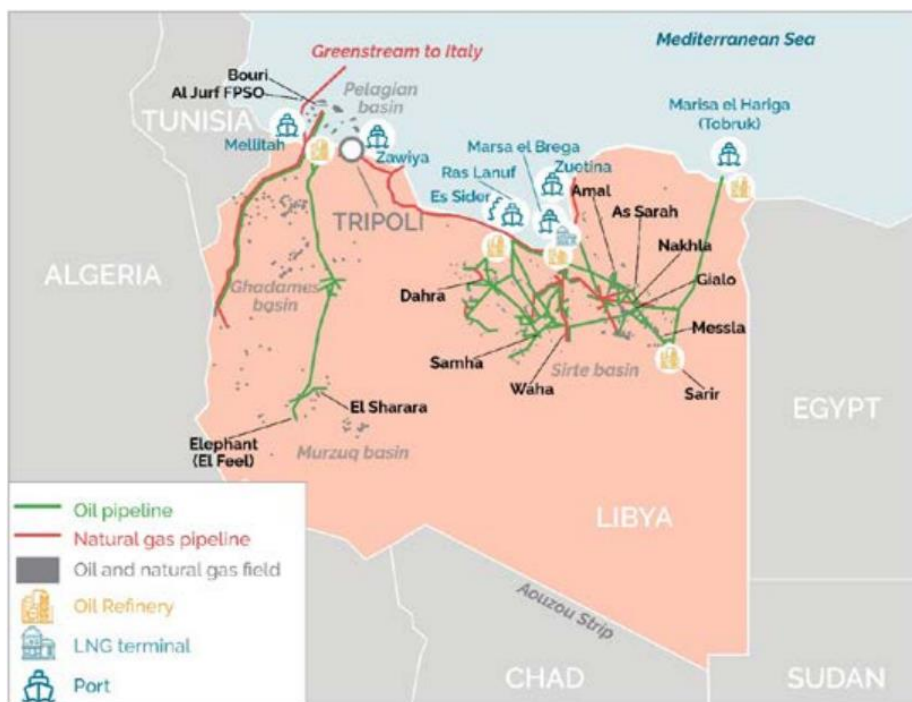 Mediterranean Sea
Greenstream to Italy
Bouri
Al Jurf FPSO
Pelagian
basin
TUNISIA
Mellitah
Zawiya
TRIPOLI
Marsa el Brega
Ras Lanuf
Es Sider
Zuetina
Marisa el Hariga
(Tobruk)
Amal
As Sarah
Nakhla
Gialo
Messla
Sarir
Dahra
Samha
Waha
Sirte basin
ALGERIA
Ghadames
basin
El Sharara
Elephant
(El Feel)
Murzuq basin
EGYPT
LIBYA
Aouzou Strip
CHAD
SUDAN
Oil pipeline
Natural gas pipeline
Oil and natural gas field
Oil Refinery
LNG terminal
Port